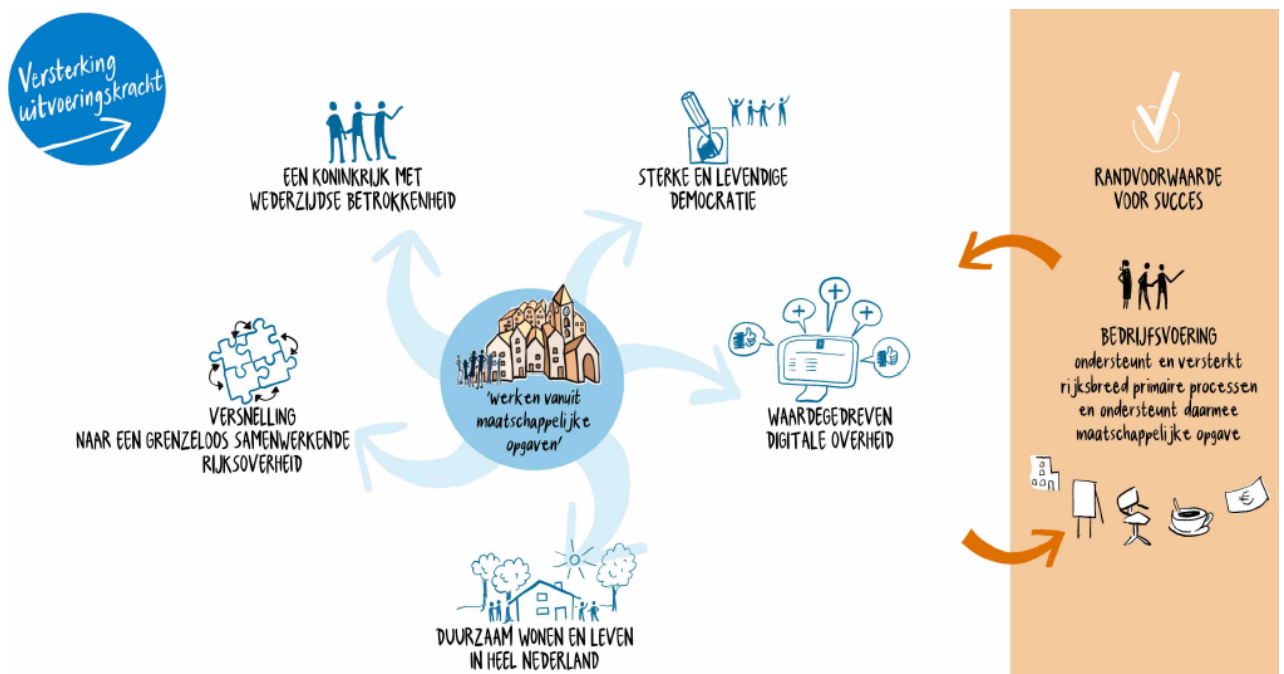 Versterking
uitvoeringskracht
EEN KONINKRIJK MET
WEDERZIJDSE BETROKKENHEID
STERKE EN LEVENDIGE
DEMOCRATIE
VERSNELLING
NAAR EEN GRENZELOOS SAMENWERKENDE
RIJKSOVERHEID
'werken vanuit
maatschappelijke
opgaven'
WAARDEGEDREVEN
DIGITALE OVERHEID
DUURZAAM WONEN EN LEVEN
IN HEEL NEDERLAND
RANDVOORWAARDE
VOOR SUCCES
BEDRIJFSVOERING
ondersteunt en versterkt
rijksbreed primaire processen
en ondersteunt daarmee
maatschappelijke opgave
€